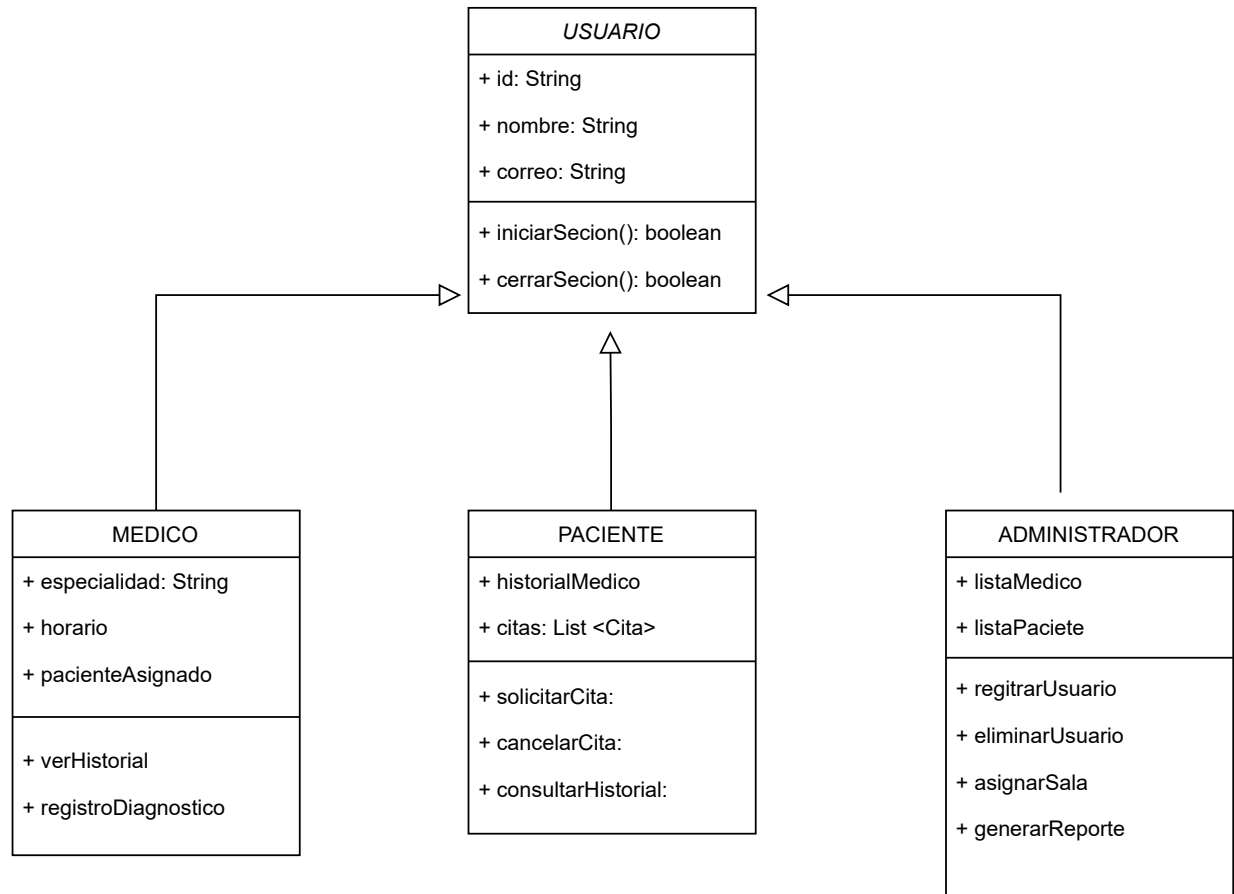 USUARIO
+ id: String
+ nombre: String
+ correo: String
+ iniciarSecion(): boolean
+ cerrarSecion(): boolean
MEDICO
+ especialidad: String
+ horario
+ pacienteAsignado
+ verHistorial
+ registroDiagnostico
PACIENTE
+ historialMedico
+ citas: List <Cita>
+ solicitarCita:
+ cancelarCita:
+ consultarHistorial:
ADMINISTRADOR
+ listaMedico
+ listaPaciete
+ regitrarUsuario
+ eliminarUsuario
+ asignarSala
+ generarReporte